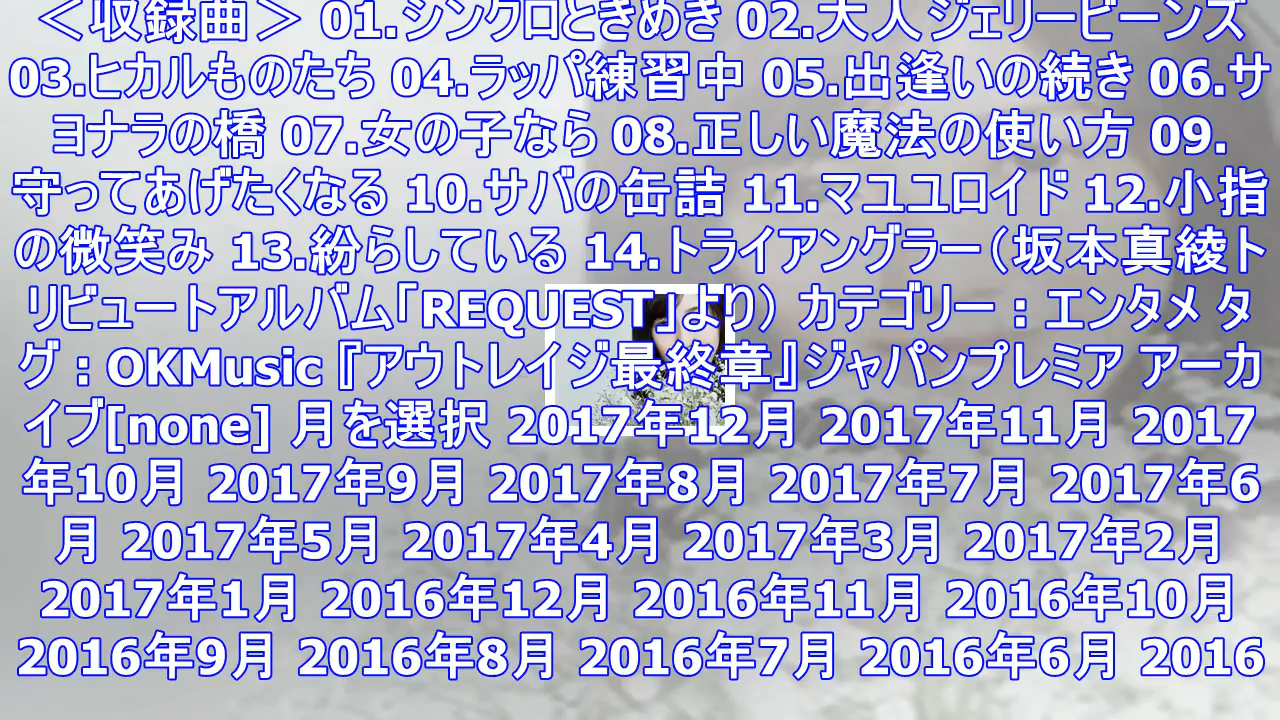 ＜収録曲＞ 01.シンクロときめき 02.大人ジェリービーンズ
03.ヒカルものたち 04.ラッパ練習中 05.出逢いの続き 06.サ
ヨナラの橋 07.女の子なら 08.正しい魔法の使い方 09.
守ってあげたくなる 10.サバの缶詰 11.マユユロイド 12.小指
の微笑み 13.紛らしている 14.トライアングラー（坂本真綾ト
リビュートアルバム「REQUEST」より） カテゴリー : エンタメ タ
グ : OKMusic 『アウトレイジ最終章』ジャパンプレミア アーカ
イブ[none] 月を選択 2017年12月 2017年11月 2017
年10月 2017年9月 2017年8月 2017年7月 2017年6
月 2017年5月 2017年4月 2017年3月 2017年2月
2017年1月 2016年12月 2016年11月 2016年10月
2016年9月 2016年8月 2016年7月 2016年6月 2016